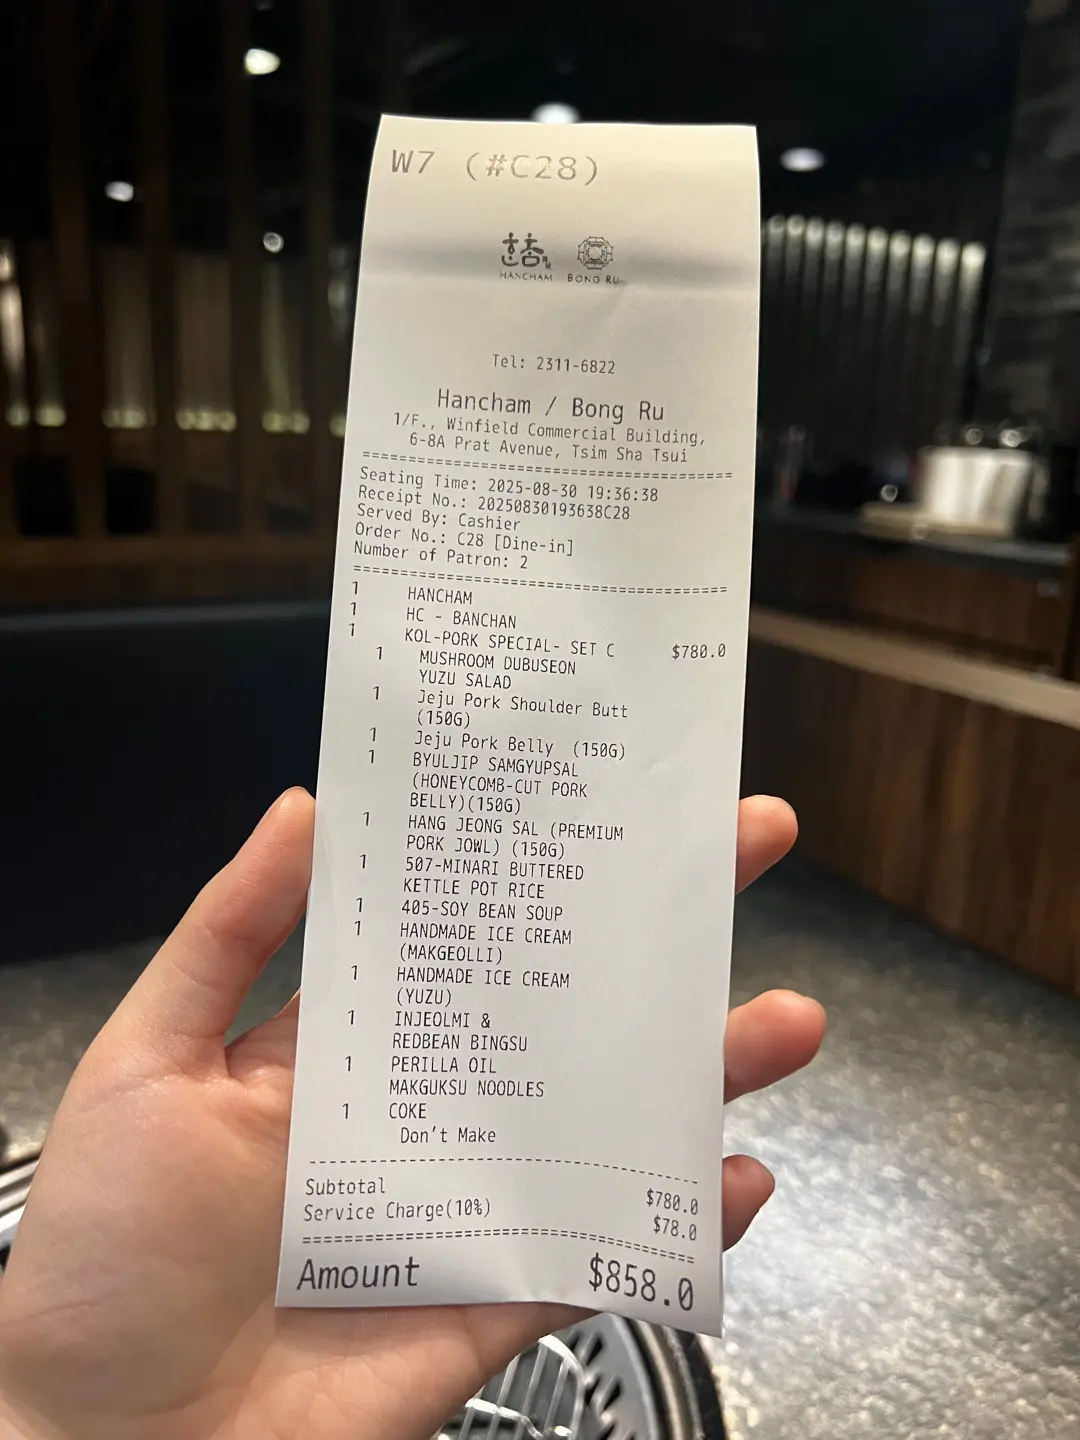 W7 (#C28)
한참
HANCHAM BONG RU
Tel: 2311-6822
Hancham / Bong Ru
1/F., Winfield Commercial Building,
6-8A Prat Avenue, Tsim Sha Tsui
Seating Time: 2025-08-30 19:36:38
Receipt No.: 20250830193638C28
Served By: Cashier
Order No.: C28 [Dine-in]
Number of Patron: 2
1 HANCHAM
1 HC - BANCHAN
1 KOL-PORK SPECIAL- SET C $780.0
1 MUSHROOM DUBUSEON
YUZU SALAD
1 Jeju Pork Shoulder Butt
(150G)
1 Jeju Pork Belly (150G)
1 BYULJIP SAMGYUPSAL
(HONEYCOMB-CUT PORK
BELLY)(150G)
1 HANG JEONG SAL (PREMIUM
PORK JOWL) (150G)
1 507-MINARI BUTTERED
KETTLE POT RICE
1 405-SOY BEAN SOUP
1 HANDMADE ICE CREAM
(MAKGEOLLI)
1 HANDMADE ICE CREAM
(YUZU)
1 INJEOLMI &
REDBEAN BINGSU
1 PERILLA OIL
MAKGUKSU NOODLES
1 COKE
Don't Make
Subtotal $780.0
Service Charge(10%) $78.0
Amount $858.0